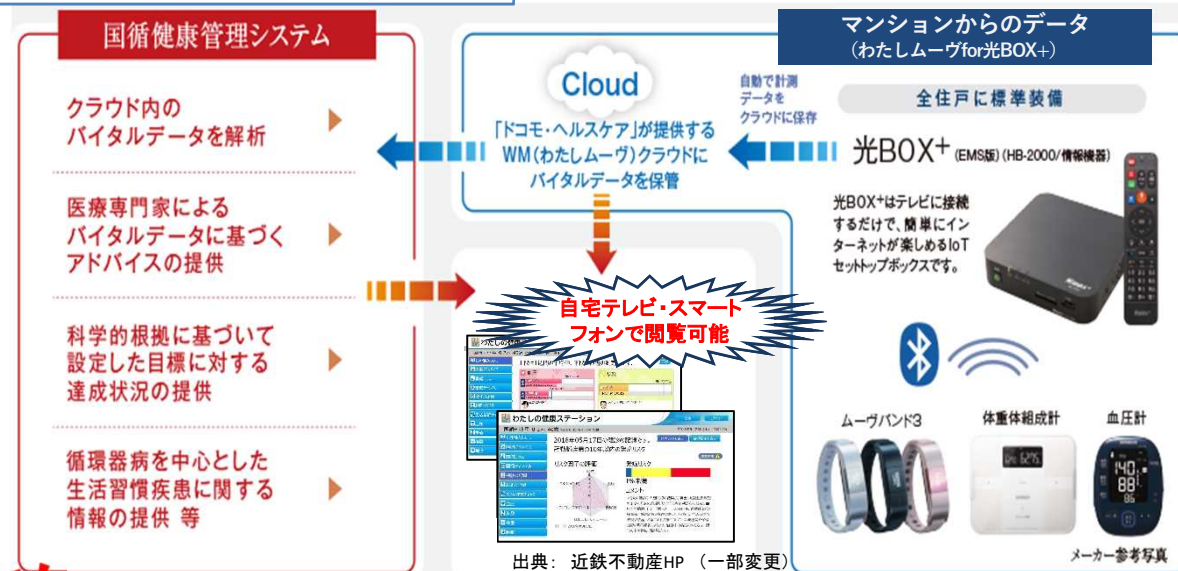 国循健康管理システム
クラウド内の
バイタルデータを解析
医療専門家による
バイタルデータに基づく
アドバイスの提供
科学的根拠に基づいて
設定した目標に対する
達成状況の提供
循環器病を中心とした
生活習慣疾患に関する
情報の提供 等
Cloud
「ドコモ・ヘルスケア」が提供する
WM(わたしムーヴ)クラウドに
バイタルデータを保管
自動で計測
データを
クラウドに保存
マンションからのデータ
(わたしムーヴfor光BOX+)
全住戸に標準装備
光BOX+(EMS版)(HB-2000/情報機器)
光BOX+はテレビに接続
するだけで、簡単にイン
ターネットが楽しめるIoT
セットトップボックスです。
自宅テレビ・スマート
フォンで閲覧可能
わたしの健康ステーション
リスク因子の評価
ムーヴバンド3
体重体組成計
血圧計
140
88
メーカー参考写真
出典: 近鉄不動産HP (一部変更)